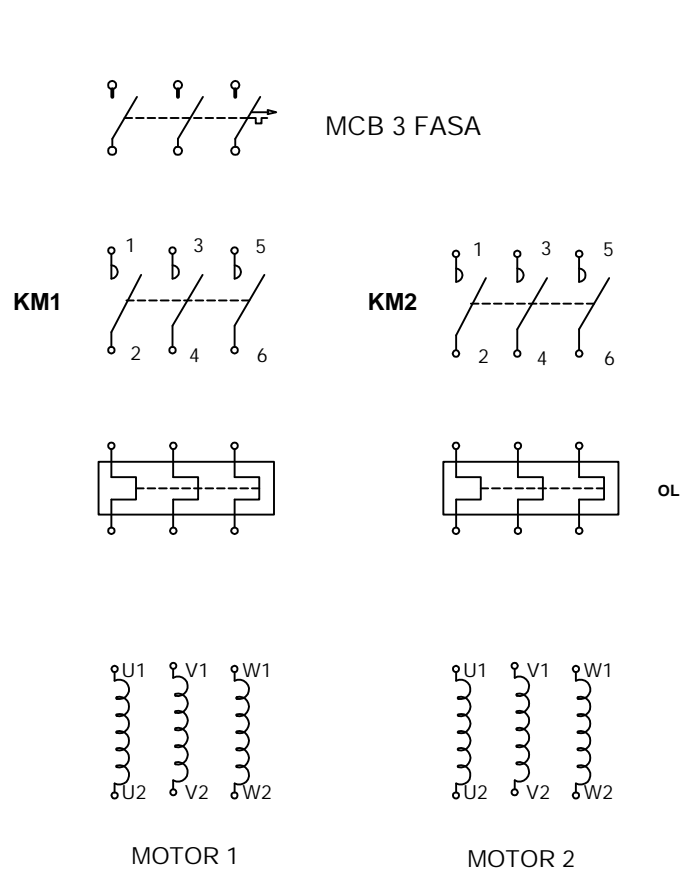 MCB 3 FASA
1 3 5
KM1
2 4 6
1 3 5
KM2
2 4 6
OL
U1 V1 W1
U2 V2 W2
MOTOR 1
U1 V1 W1
U2 V2 W2
MOTOR 2